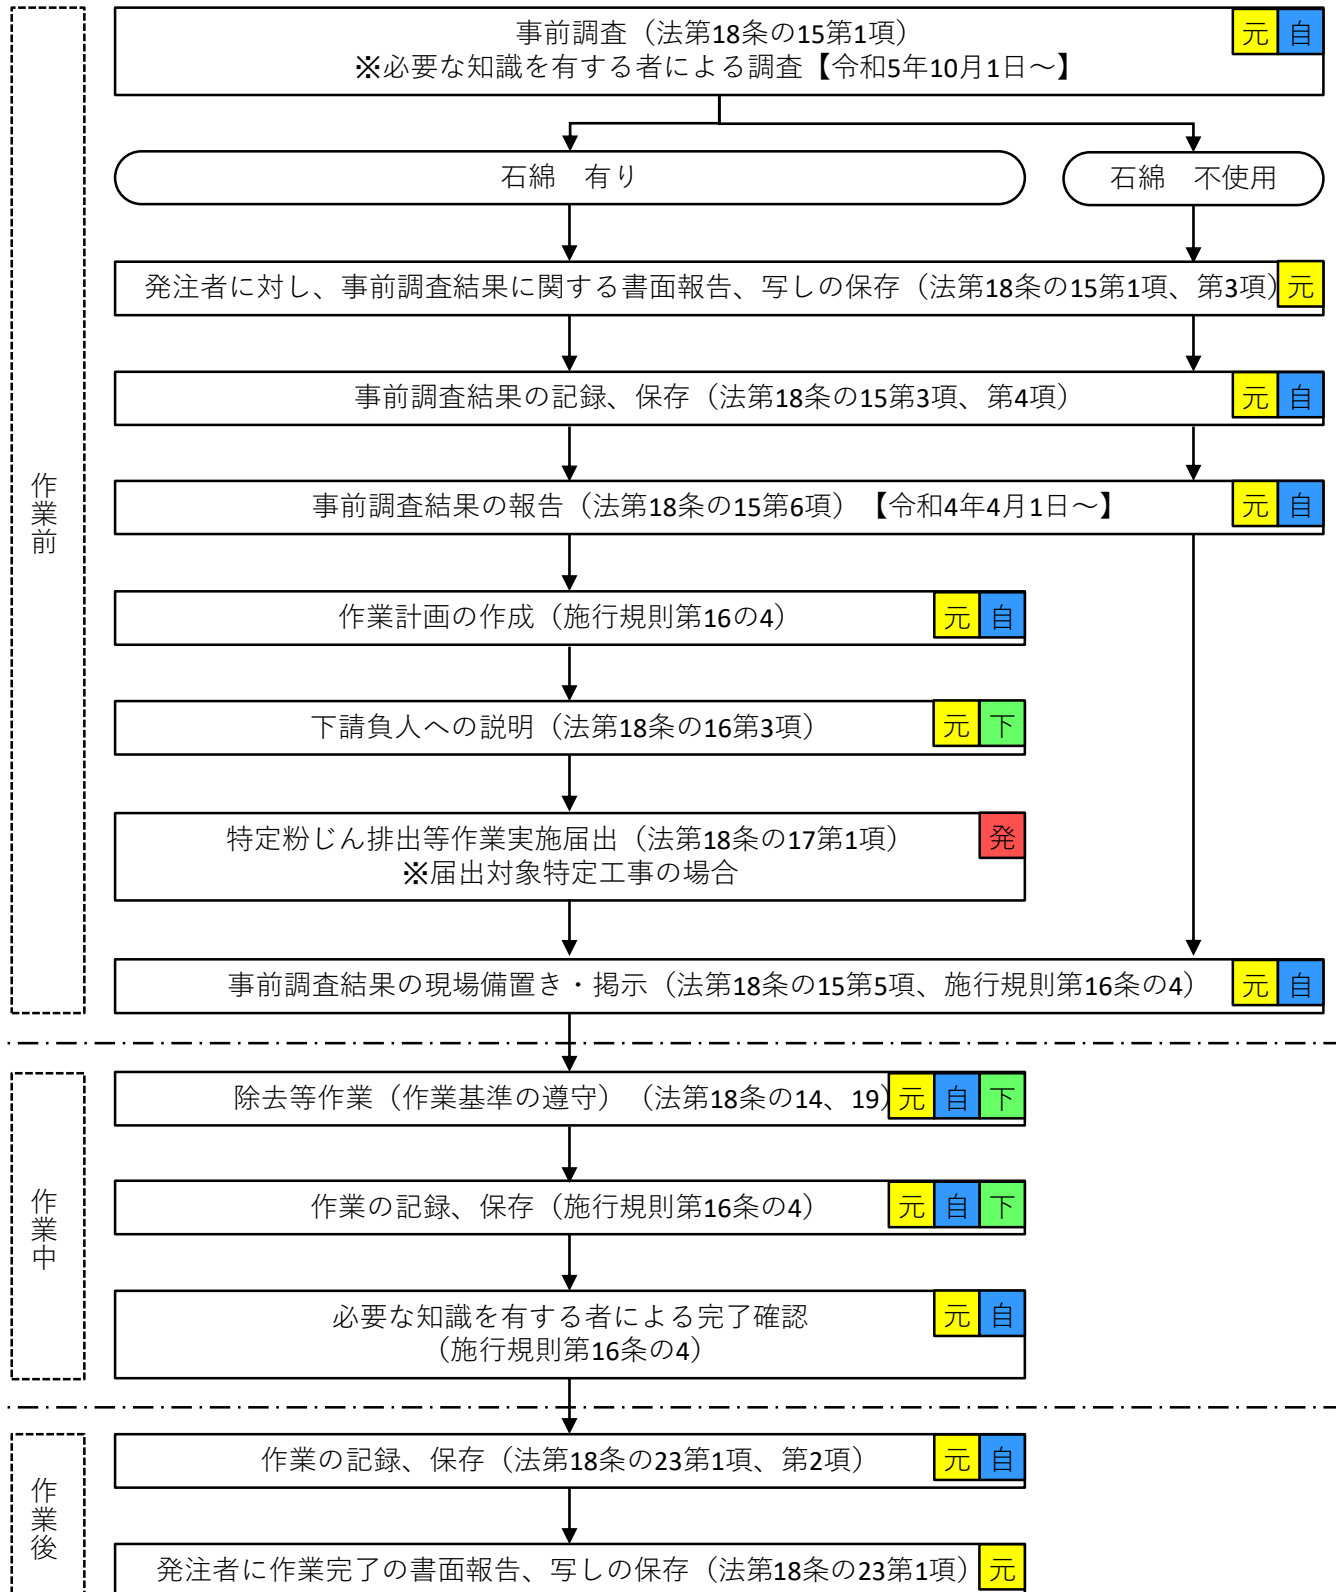 事前調査（法第18条の15第1項）
元 自
※必要な知識を有する者による調査【令和5年10月1日～】
石綿　有り
石綿　不使用
発注者に対し、事前調査結果に関する書面報告、写しの保存（法第18条の15第1項、第3項）
元
事前調査結果の記録、保存（法第18条の15第3項、第4項）
元 自
作業前
事前調査結果の報告（法第18条の15第6項）【令和4年4月1日～】
元 自
作業計画の作成（施行規則第16の4）
元 自
下請負人への説明（法第18条の16第3項）
元 下
特定粉じん排出等作業実施届出（法第18条の17第1項）
発
※届出対象特定工事の場合
事前調査結果の現場備置き・掲示（法第18条の15第5項、施行規則第16条の4）
元 自
作業中
除去等作業（作業基準の遵守）（法第18条の14、19）
元 自 下
作業の記録、保存（施行規則第16条の4）
元 自 下
必要な知識を有する者による完了確認
元 自
（施行規則第16条の4）
作業後
作業の記録、保存（法第18条の23第1項、第2項）
元 自
発注者に作業完了の書面報告、写しの保存（法第18条の23第1項）
元